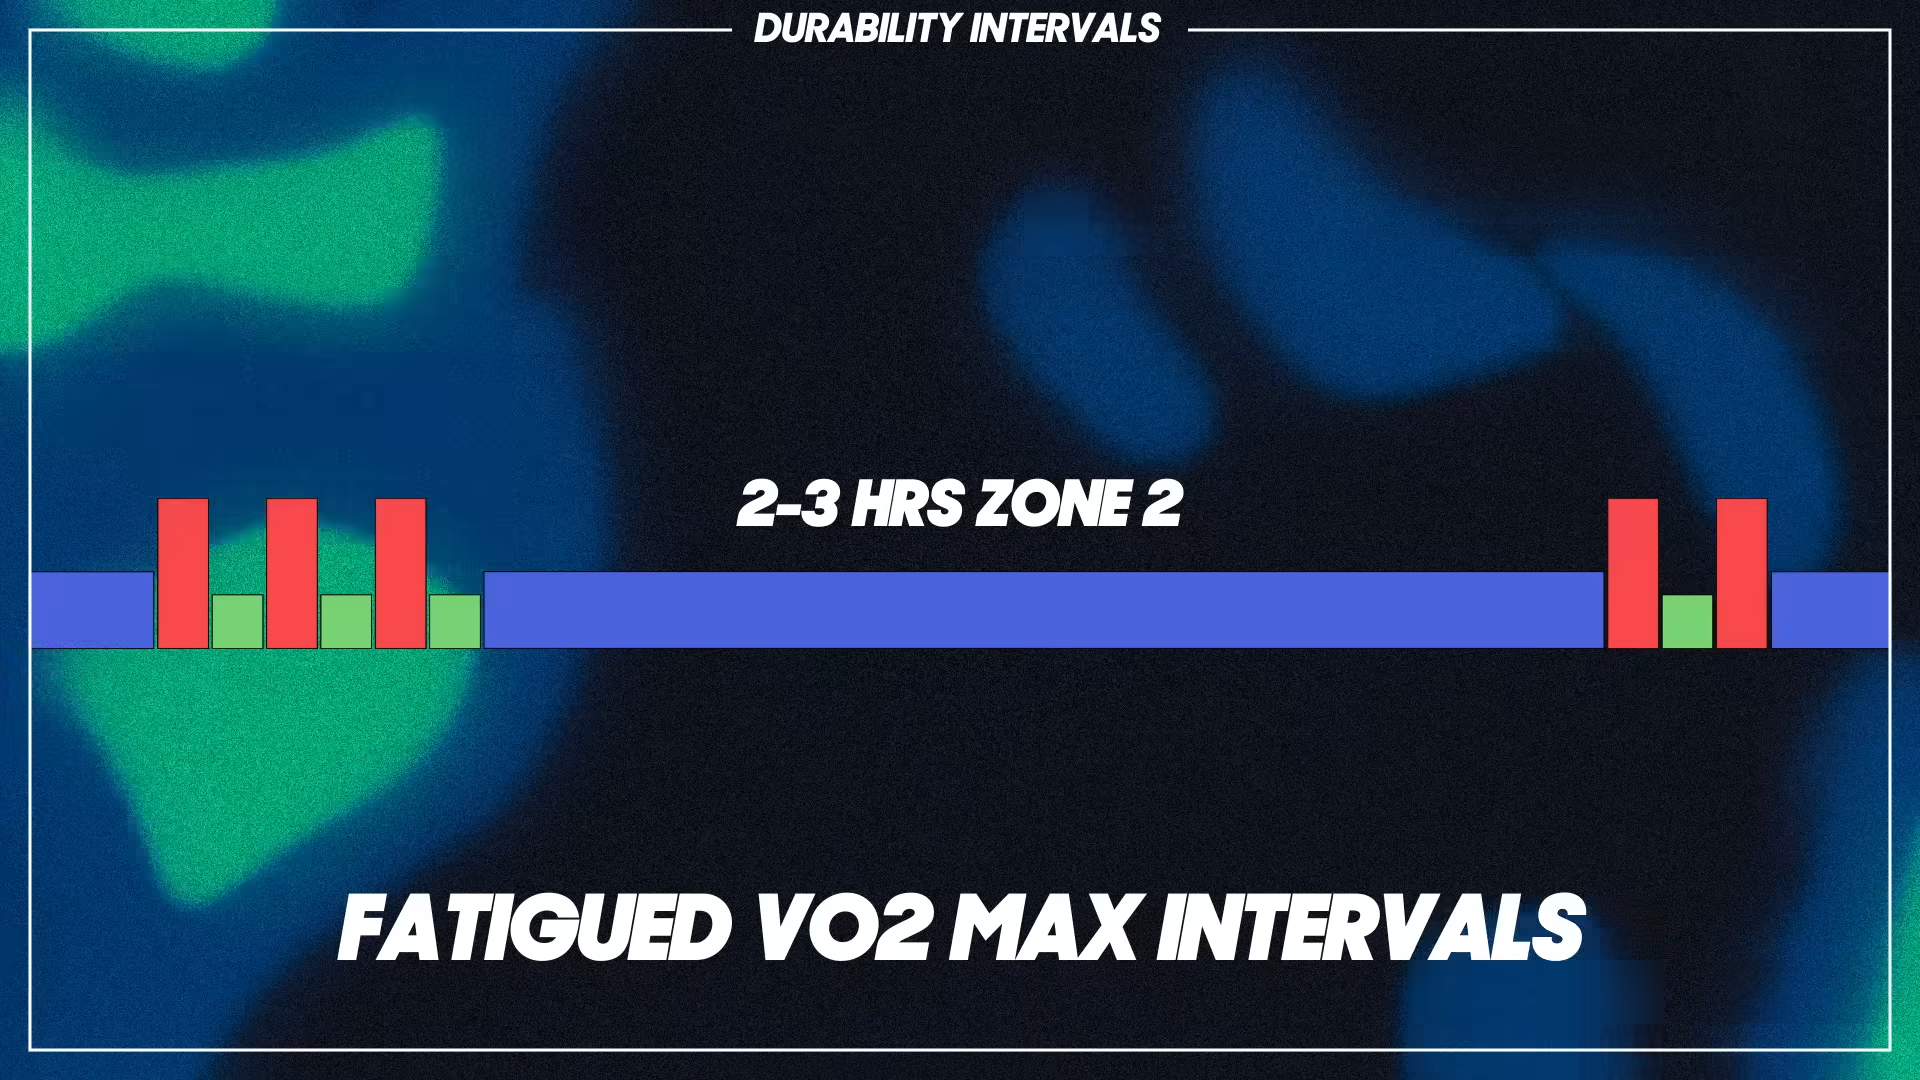 DURABILITY INTERVALS
2-3 HRS ZONE 2
FATIGUED VO2 MAX INTERVALS